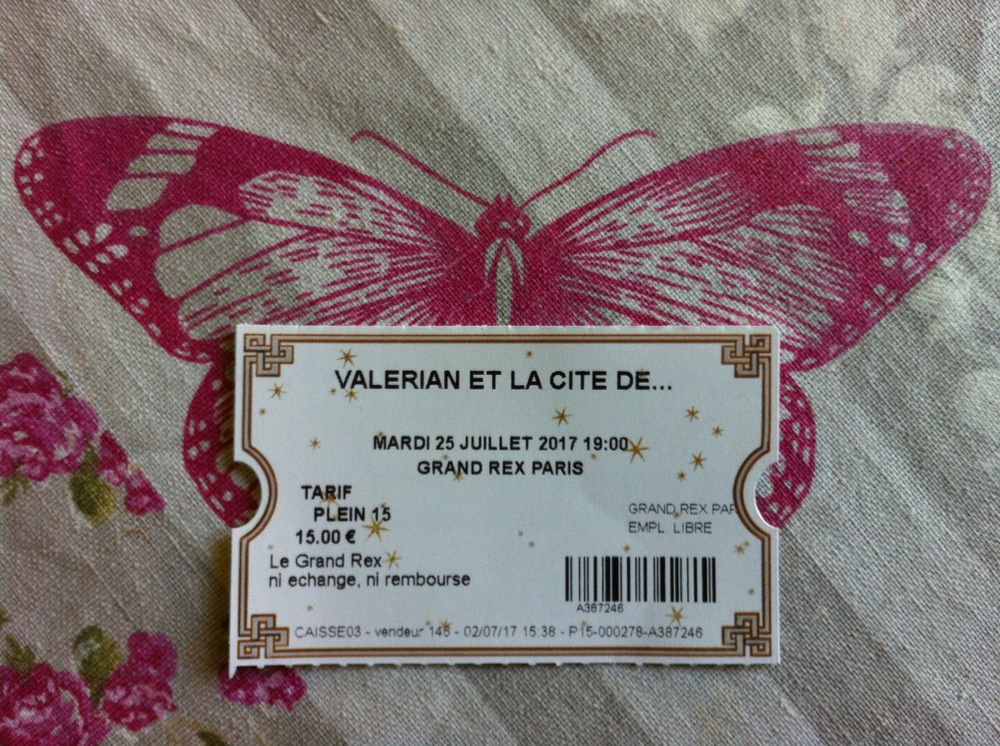 VALERIAN ET LA CITE DE...
MARDI 25 JUILLET 2017 19:00
GRAND REX PARIS
TARIF
PLEIN 15
15.00 €
GRAND REX PAR
EMPL. LIBRE
Le Grand Rex
ni echange, ni rembourse
A387246
CAISSE03 - vendeur 145 - 02/07/17 15:38 - P15-000278-A387246